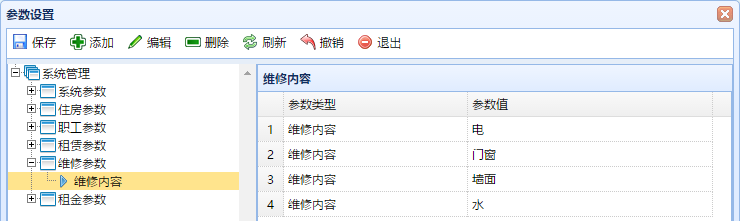 参数设置
保存 添加 编辑 删除 刷新 撤销 退出
系统管理
系统参数
住房参数
职工参数
租赁参数
维修参数
维修内容
租金参数
维修内容
参数类型 参数值
1 维修内容 电
2 维修内容 门窗
3 维修内容 墙面
4 维修内容 水